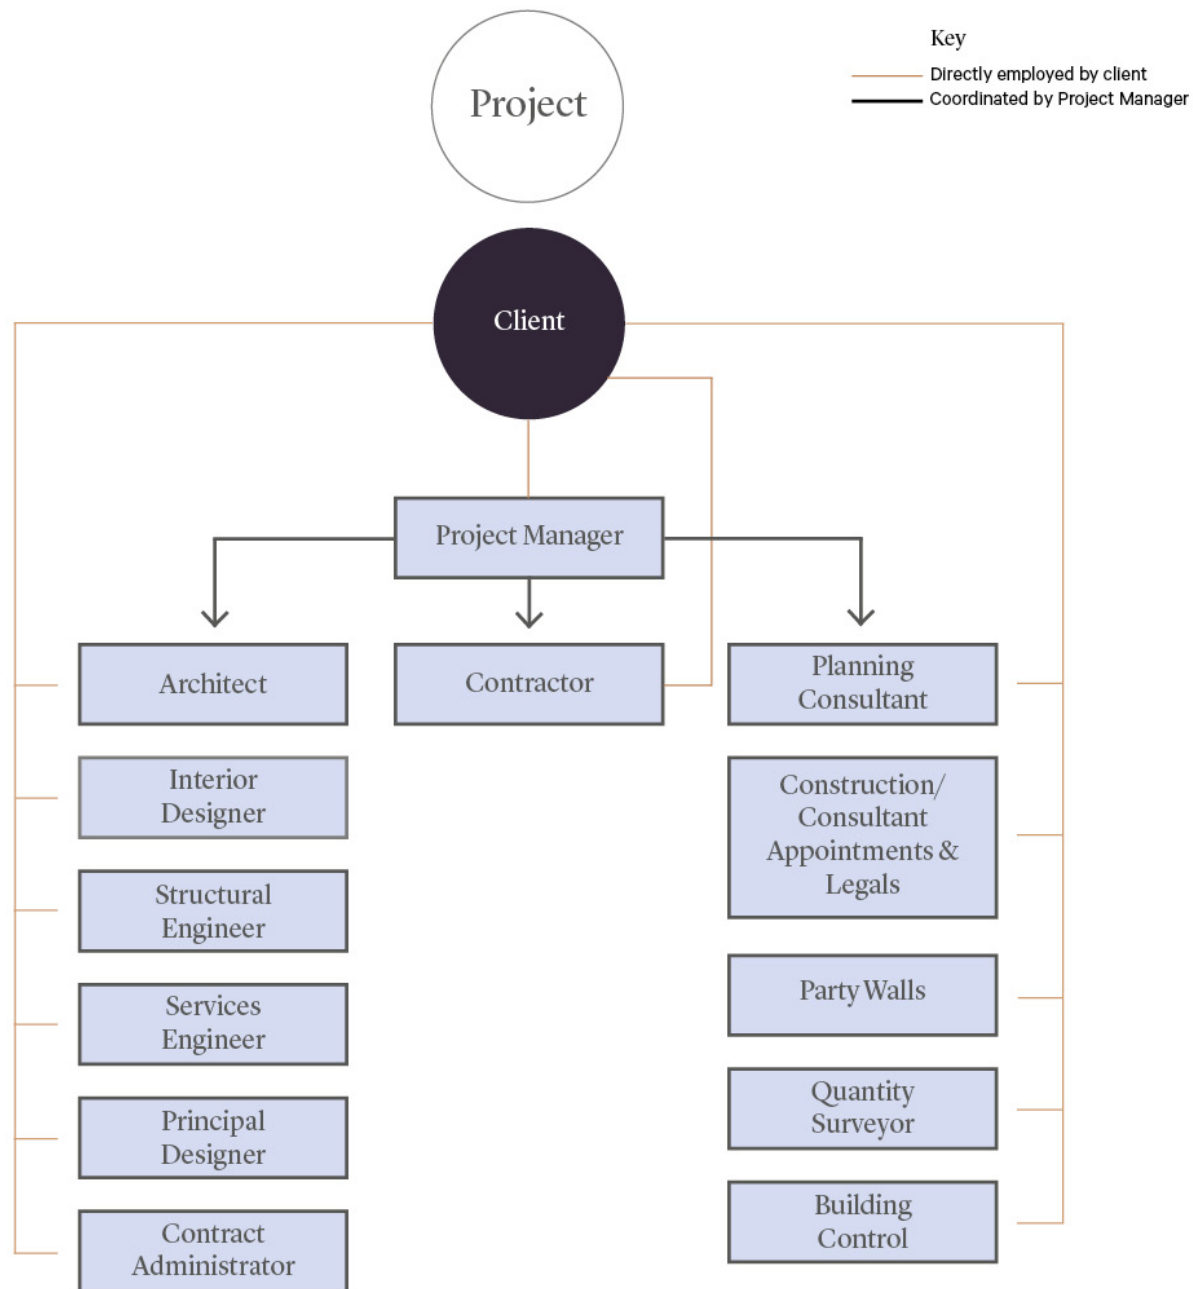 Project
Key
Directly employed by client
Coordinated by Project Manager
Client
Project Manager
Architect
Contractor
Planning
Consultant
Interior
Designer
Construction/
Consultant
Appointments &
Legals
Structural
Engineer
Party Walls
Services
Engineer
Quantity
Surveyor
Principal
Designer
Building
Control
Contract
Administrator